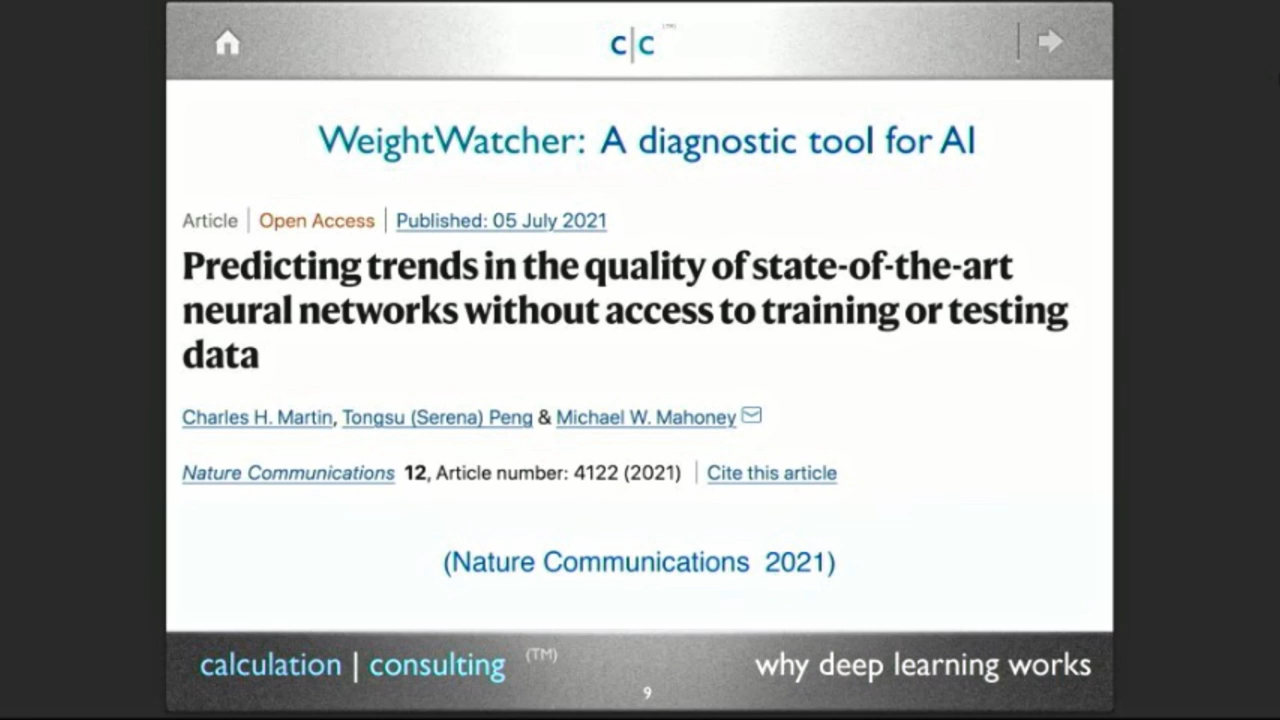 c|c (TM)
WeightWatcher: A diagnostic tool for AI
Article | Open Access | Published: 05 July 2021
Predicting trends in the quality of state-of-the-art
neural networks without access to training or testing
data
Charles H. Martin, Tongsu (Serena) Peng & Michael W. Mahoney
Nature Communications 12, Article number: 4122 (2021) | Cite this article
(Nature Communications 2021)
calculation | consulting (TM)
why deep learning works
9